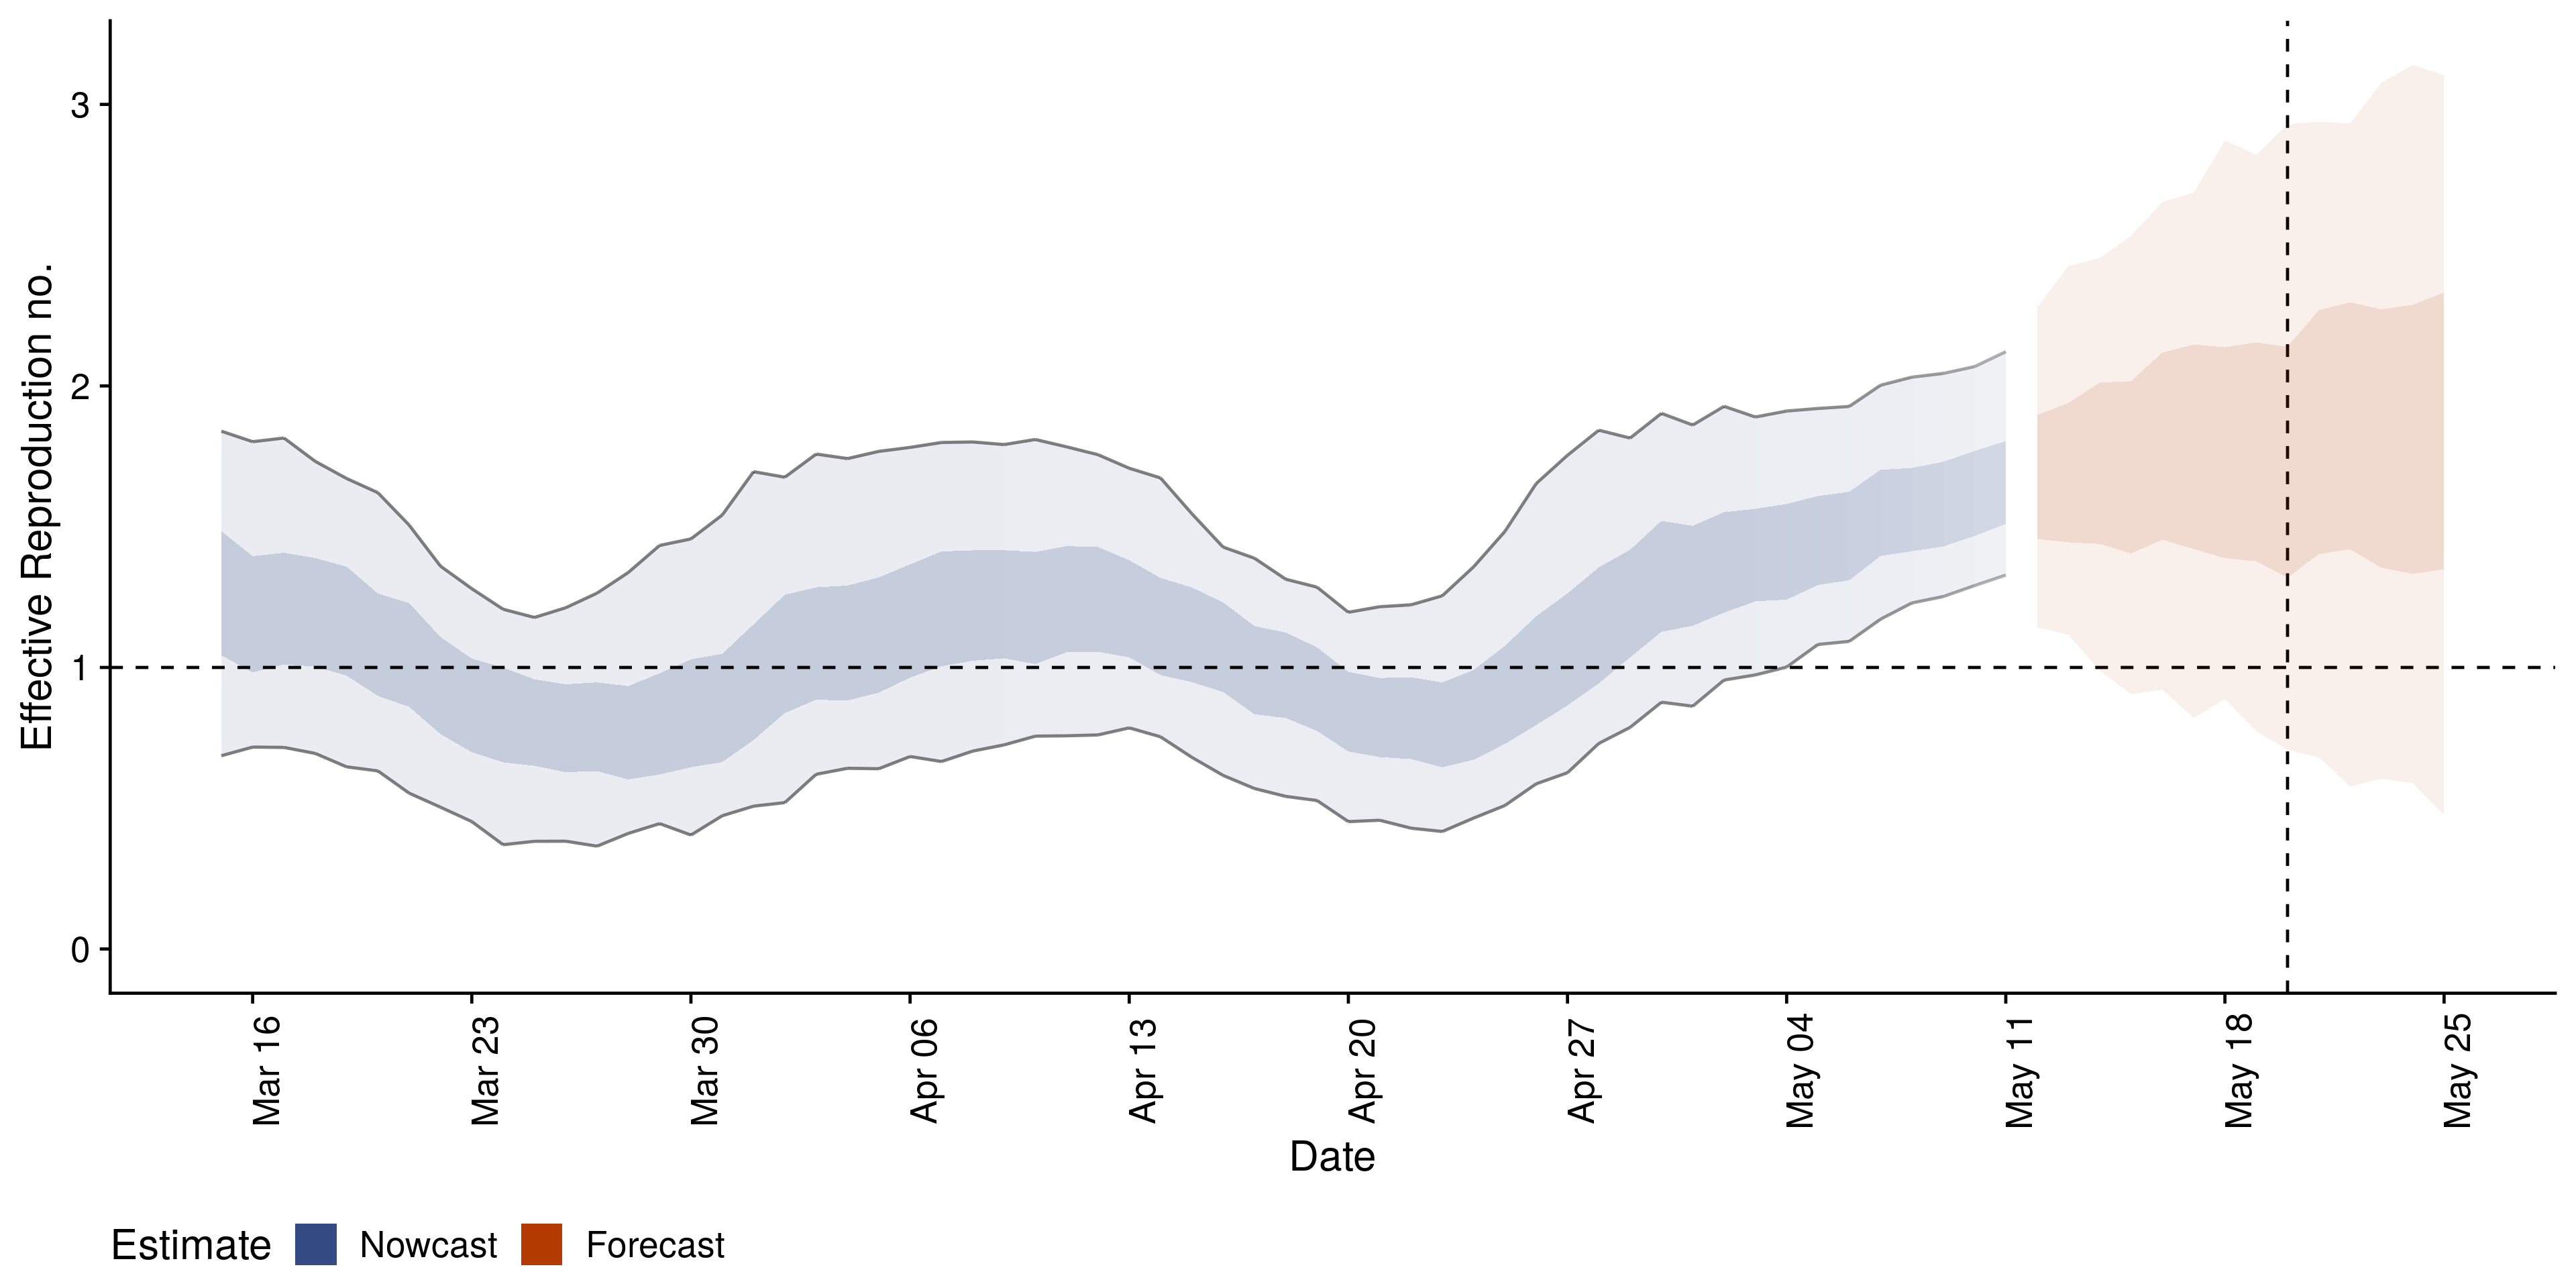 Effective Reproduction no.
3
2
1
0
Mar 16
Mar 23
Mar 30
Apr 06
Apr 13
Apr 20
Apr 27
May 04
May 11
May 18
May 25
Date
Estimate Nowcast Forecast